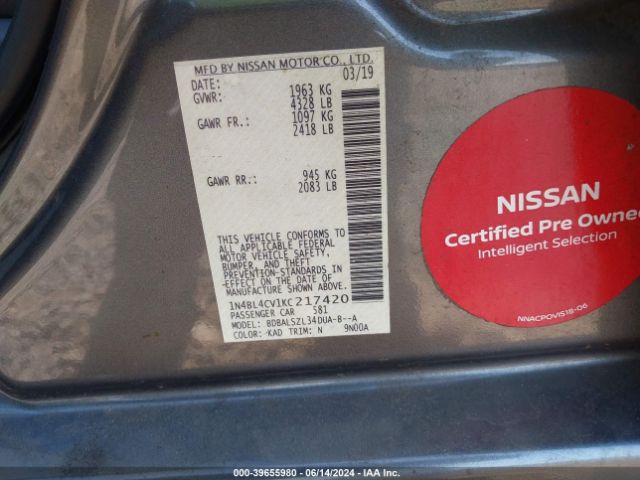 MFD BY NISSAN MOTOR CO., LTD.
DATE: 03/19
GVWR: 1963 KG
4328 LB
GAWR FR.: 1097 KG
2418 LB
GAWR RR.: 945 KG
2083 LB
THIS VEHICLE CONFORMS TO
ALL APPLICABLE FEDERAL
MOTOR VEHICLE SAFETY,
BUMPER, AND THEFT
PREVENTION STANDARDS IN
EFFECT ON THE DATE OF
MANUFACTURE SHOWN ABOVE.
1N4BL4CV1KC217420
PASSENGER CAR 581
MODEL: BDBALSZL34DUA-B--A
COLOR: KAD TRIM: N 9N00A
NISSAN
Certified Pre Owne
Intelligent Selection
NNACPOVIS18-06
000-39655980 - 06/14/2024 - IAA Inc.